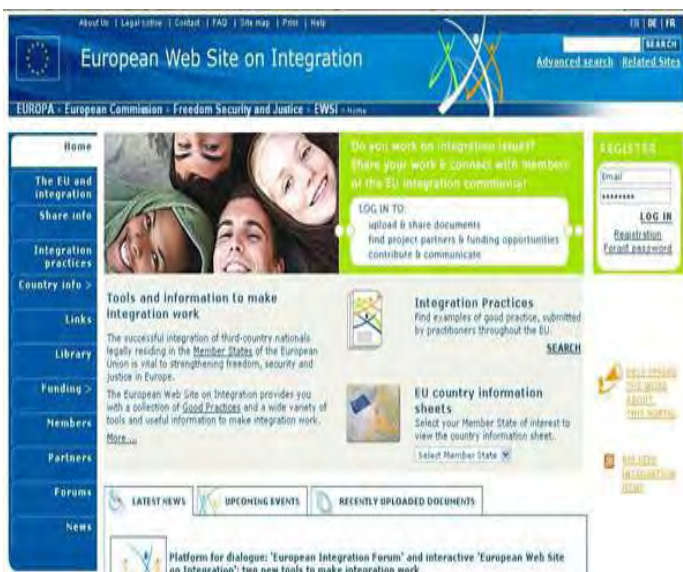 About Us | Legal notice | Contact | FAQ | Site map | Print | Help
EN | DE | FR
European Web Site on Integration
SEARCH
Advanced search Related Sites
EUROPA > European Commission > Freedom Security and Justice > EWSI > Home
Home
The EU and
integration
Share info
Integration
practices
Country info >
Links
Library
Funding >
Members
Partners
Forums
News
Do you work on integration issues?
Share your work & connect with members
of the EU integration community!
LOG IN TO:
upload & share documents
find project partners & funding opportunities
contribute & communicate
REGISTER
Email
********
LOG IN
Registration
Forgot password
Tools and information to make
integration work
The successful integration of third-country nationals
legally residing in the Member States of the European
Union is vital to strengthening freedom, security and
justice in Europe.
The European Web Site on Integration provides you
with a collection of Good Practices and a wide variety of
tools and useful information to make integration work.
More ...
Integration Practices
Find examples of good practice, submitted
by practitioners throughout the EU.
SEARCH
EU country information
sheets
Select your Member State of interest to
view the country information sheet.
Select Member State
HELP SPREAD
THE WORD
ABOUT
THIS PORTAL
INTEGRATION
NEWS
LATEST NEWS
UPCOMING EVENTS
RECENTLY UPLOADED DOCUMENTS
Platform for dialogue: 'European Integration Forum' and interactive 'European Web Site
on Integration': two new tools to make integration work